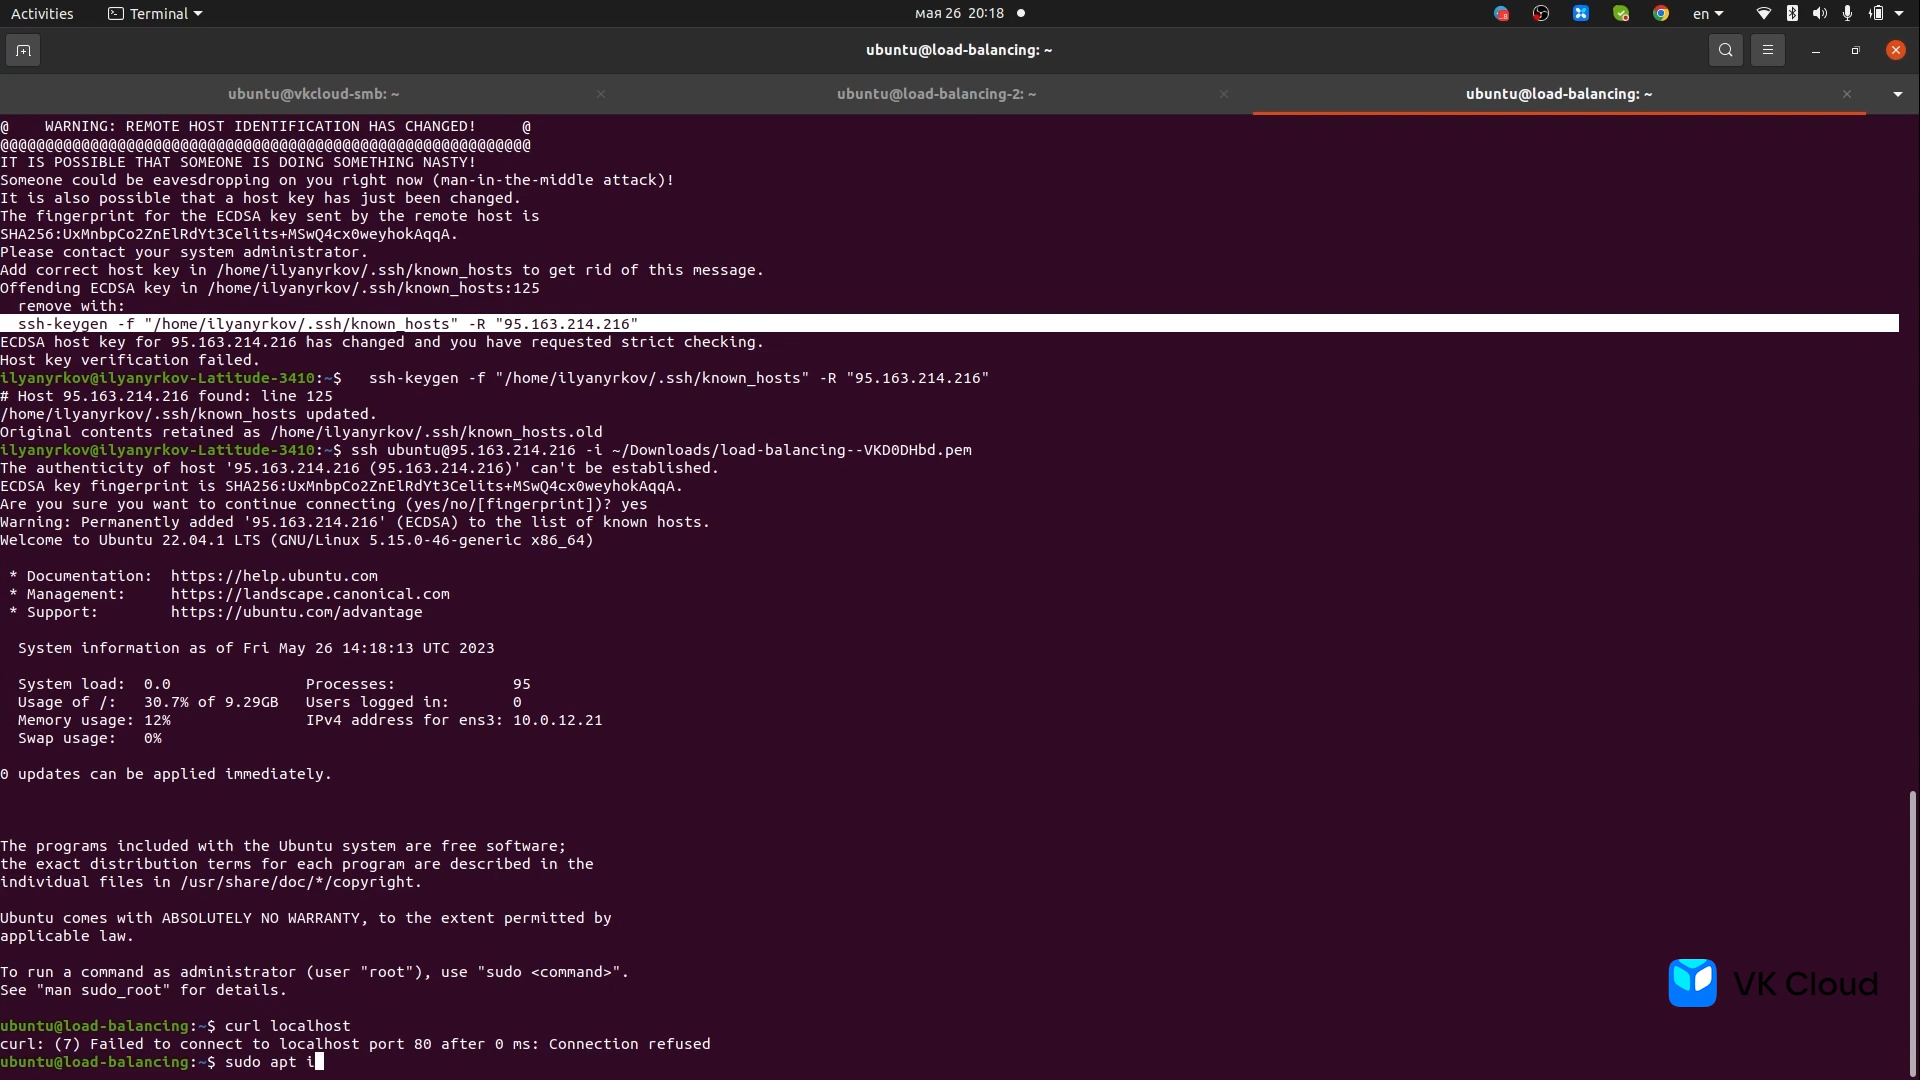 Activities
Terminal
мая 26 20:18
en
ubuntu@load-balancing: ~
ubuntu@vkcloud-smb: ~
ubuntu@load-balancing-2: ~
ubuntu@load-balancing: ~
@    WARNING: REMOTE HOST IDENTIFICATION HAS CHANGED!     @
@@@@@@@@@@@@@@@@@@@@@@@@@@@@@@@@@@@@@@@@@@@@@@@@@@@@@@@@@@@
IT IS POSSIBLE THAT SOMEONE IS DOING SOMETHING NASTY!
Someone could be eavesdropping on you right now (man-in-the-middle attack)!
It is also possible that a host key has just been changed.
The fingerprint for the ECDSA key sent by the remote host is
SHA256:UxMnbpCo2ZnElRdYt3Celits+MSwQ4cx0weyhokAqqA.
Please contact your system administrator.
Add correct host key in /home/ilyanyrkov/.ssh/known_hosts to get rid of this message.
Offending ECDSA key in /home/ilyanyrkov/.ssh/known_hosts:125
  remove with:
  ssh-keygen -f "/home/ilyanyrkov/.ssh/known_hosts" -R "95.163.214.216"
ECDSA host key for 95.163.214.216 has changed and you have requested strict checking.
Host key verification failed.
ilyanyrkov@ilyanyrkov-Latitude-3410:~$   ssh-keygen -f "/home/ilyanyrkov/.ssh/known_hosts" -R "95.163.214.216"
# Host 95.163.214.216 found: line 125
/home/ilyanyrkov/.ssh/known_hosts updated.
Original contents retained as /home/ilyanyrkov/.ssh/known_hosts.old
ilyanyrkov@ilyanyrkov-Latitude-3410:~$ ssh ubuntu@95.163.214.216 -i ~/Downloads/load-balancing--VKD0DHbd.pem
The authenticity of host '95.163.214.216 (95.163.214.216)' can't be established.
ECDSA key fingerprint is SHA256:UxMnbpCo2ZnElRdYt3Celits+MSwQ4cx0weyhokAqqA.
Are you sure you want to continue connecting (yes/no/[fingerprint])? yes
Warning: Permanently added '95.163.214.216' (ECDSA) to the list of known hosts.
Welcome to Ubuntu 22.04.1 LTS (GNU/Linux 5.15.0-46-generic x86_64)
 * Documentation:  https://help.ubuntu.com
 * Management:     https://landscape.canonical.com
 * Support:        https://ubuntu.com/advantage
  System information as of Fri May 26 14:18:13 UTC 2023
  System load:  0.0               Processes:             95
  Usage of /:   30.7% of 9.29GB   Users logged in:       0
  Memory usage: 12%               IPv4 address for ens3: 10.0.12.21
  Swap usage:   0%
0 updates can be applied immediately.
The programs included with the Ubuntu system are free software;
the exact distribution terms for each program are described in the
individual files in /usr/share/doc/*/copyright.
Ubuntu comes with ABSOLUTELY NO WARRANTY, to the extent permitted by
applicable law.
To run a command as administrator (user "root"), use "sudo <command>".
See "man sudo_root" for details.
VK Cloud
ubuntu@load-balancing:~$ curl localhost
curl: (7) Failed to connect to localhost port 80 after 0 ms: Connection refused
ubuntu@load-balancing:~$ sudo apt i